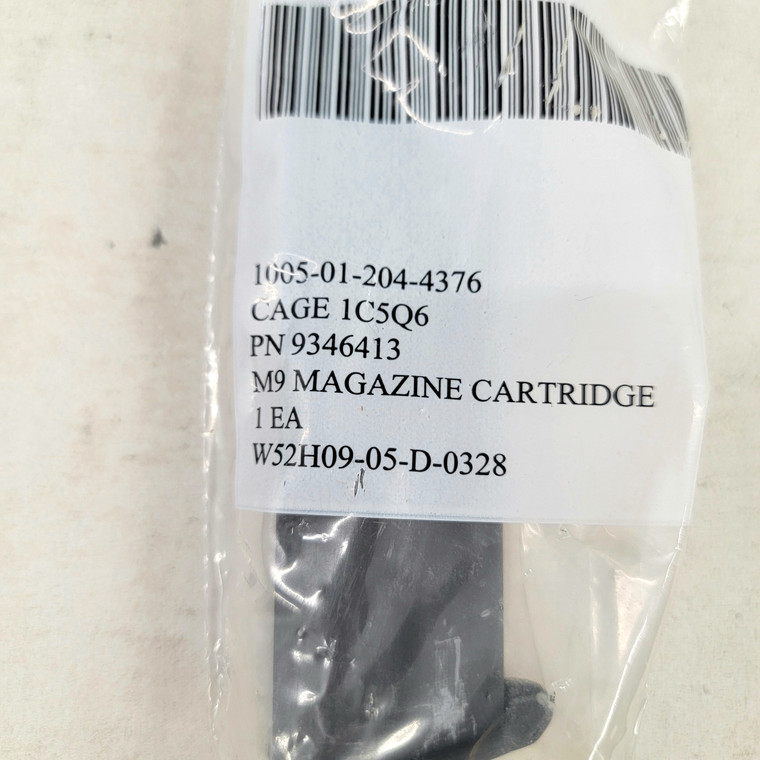 1005-01-204-4376
CAGE 1C5Q6
PN 9346413
M9 MAGAZINE CARTRIDGE
1 EA
W52H09-05-D-0328